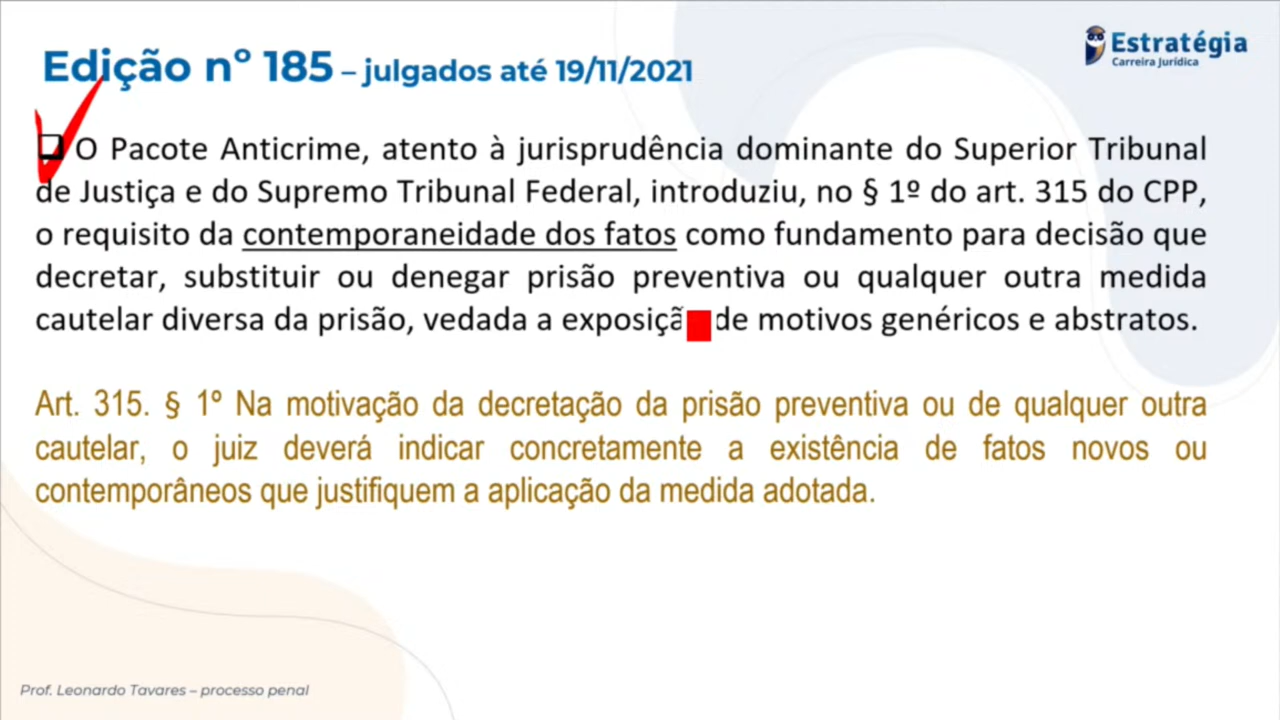 Edição nº 185 – julgados até 19/11/2021
Estratégia
Carreira Jurídica
O Pacote Anticrime, atento à jurisprudência dominante do Superior Tribunal
de Justiça e do Supremo Tribunal Federal, introduziu, no § 1º do art. 315 do CPP,
o requisito da contemporaneidade dos fatos como fundamento para decisão que
decretar, substituir ou denegar prisão preventiva ou qualquer outra medida
cautelar diversa da prisão, vedada a de motivos genéricos e abstratos.
Art. 315. § 1º Na motivação da decretação da prisão preventiva ou de qualquer outra
cautelar, o juiz deverá indicar concretamente a existência de fatos novos ou
contemporâneos que justifiquem a aplicação da medida adotada.
Prof. Leonardo Tavares – processo penal